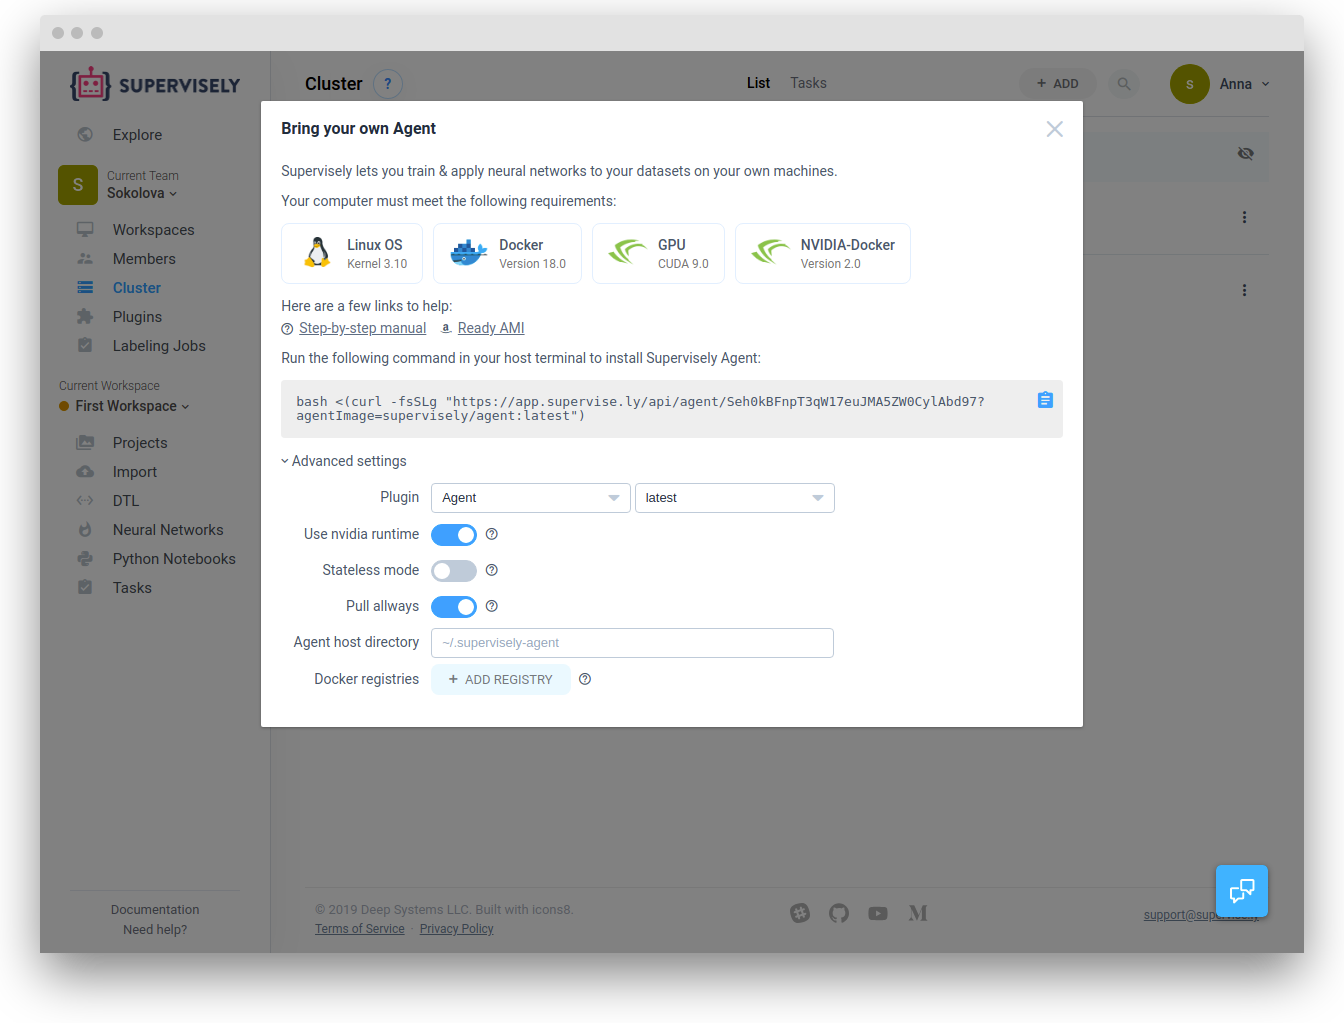 SUPERVISELY
Cluster ?
List Tasks
+ ADD
S Anna
Explore
S
Current Team
Sokolova
Workspaces
Members
Cluster
Plugins
Labeling Jobs
Current Workspace
First Workspace
Projects
Import
DTL
Neural Networks
Python Notebooks
Tasks
Documentation
Need help?
Bring your own Agent
Supervisely lets you train & apply neural networks to your datasets on your own machines.
Your computer must meet the following requirements:
Linux OS
Kernel 3.10
Docker
Version 18.0
GPU
CUDA 9.0
NVIDIA-Docker
Version 2.0
Here are a few links to help:
Step-by-step manual a. Ready AMI
Run the following command in your host terminal to install Supervisely Agent:
bash <(curl -fsSLg "https://app.supervise.ly/api/agent/Seh0kBFnpT3qW17euJMA5ZW0CylAbd97?
agentImage=supervisely/agent:latest")
Advanced settings
Plugin Agent latest
Use nvidia runtime
Stateless mode
Pull allways
Agent host directory ~/.supervisely-agent
Docker registries + ADD REGISTRY
© 2019 Deep Systems LLC. Built with icons8.
Terms of Service · Privacy Policy
M